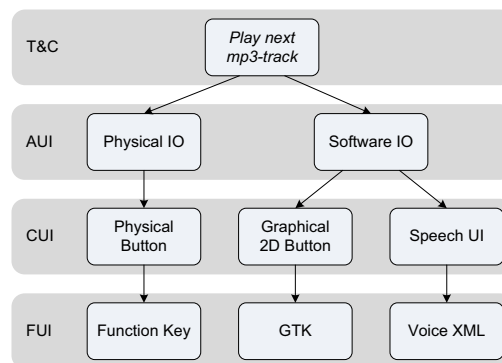 T&C
Play next
mp3-track
AUI
Physical IO
Software IO
CUI
Physical
Button
Graphical
2D Button
Speech UI
FUI
Function Key
GTK
Voice XML